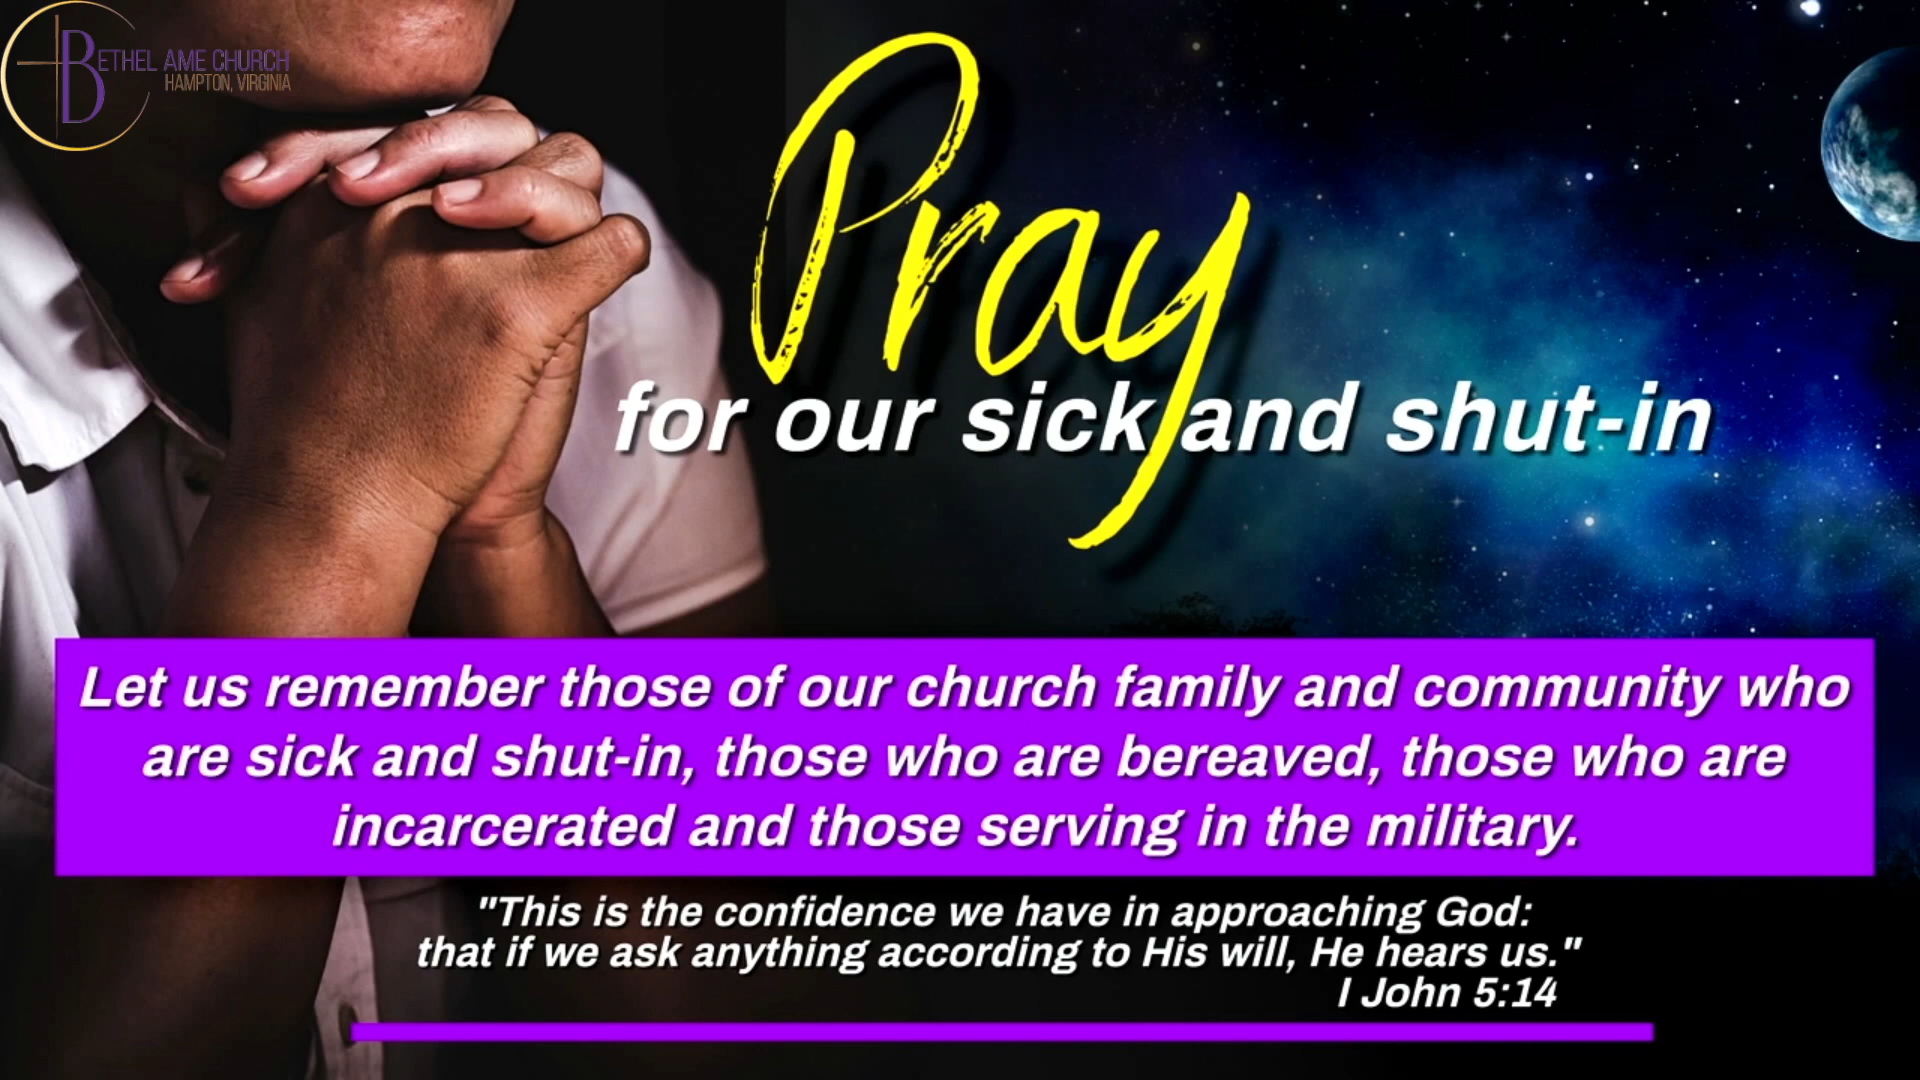 BETHEL AME CHURCH
HAMPTON, VIRGINIA
Pray
for our sick and shut-in
Let us remember those of our church family and community who
are sick and shut-in, those who are bereaved, those who are
incarcerated and those serving in the military.
"This is the confidence we have in approaching God:
that if we ask anything according to His will, He hears us."
I John 5:14